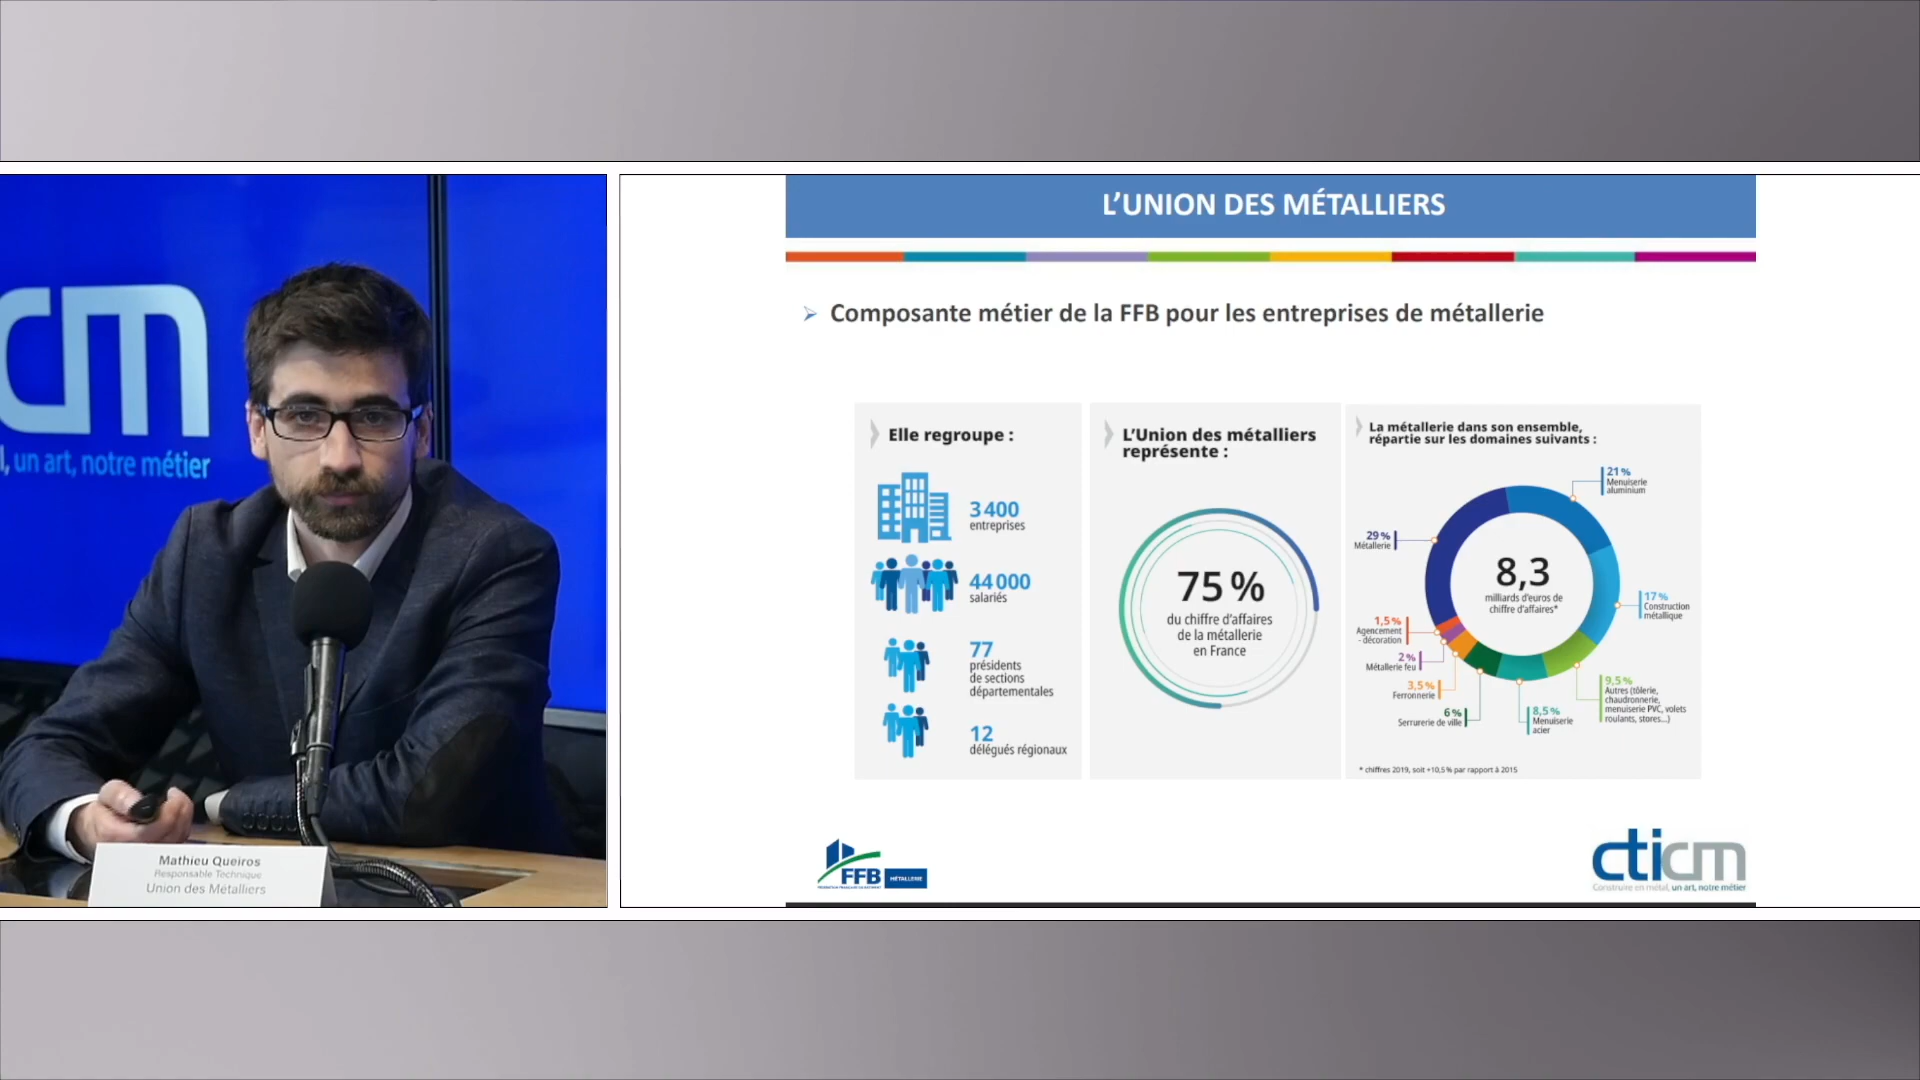 cm
, un art, notre métier
Mathieu Queiros
Responsable Technique
Union des Métalliers
L'UNION DES MÉTALLIERS
➢ Composante métier de la FFB pour les entreprises de métallerie
Elle regroupe :
3 400
entreprises
44 000
salariés
77
présidents
de sections
départementales
12
délégués régionaux
L'Union des métalliers
représente :
75 %
du chiffre d'affaires
de la métallerie
en France
La métallerie dans son ensemble,
répartie sur les domaines suivants :
21 %
Menuiserie
aluminium
29 %
Métallerie
8,3
milliards d'euros de
chiffre d'affaires*
17 %
Construction
métallique
1,5 %
Agencement
- décoration
2 %
Métallerie feu
3,5 %
Ferronnerie
6 %
Serrurerie de ville
8,5 %
Menuiserie
acier
9,5 %
Autres (tôlerie,
chaudronnerie,
menuiserie PVC, volets
roulants, stores...)
* chiffres 2019, soit +10,5 % par rapport à 2015
FFB
MÉTALLERIE
FÉDÉRATION FRANÇAISE DU BÂTIMENT
cticm
Construire en métal, un art, notre métier